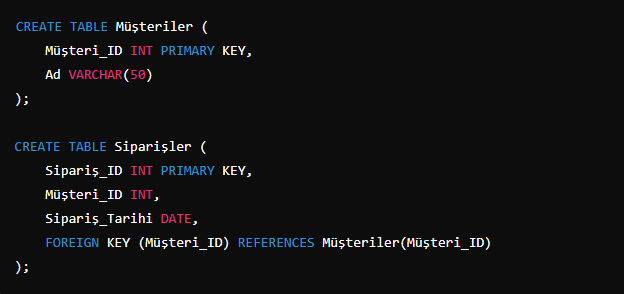 CREATE TABLE Müşteriler (
    Müşteri_ID INT PRIMARY KEY,
    Ad VARCHAR(50)
);

CREATE TABLE Siparişler (
    Sipariş_ID INT PRIMARY KEY,
    Müşteri_ID INT,
    Sipariş_Tarihi DATE,
    FOREIGN KEY (Müşteri_ID) REFERENCES Müşteriler(Müşteri_ID)
);